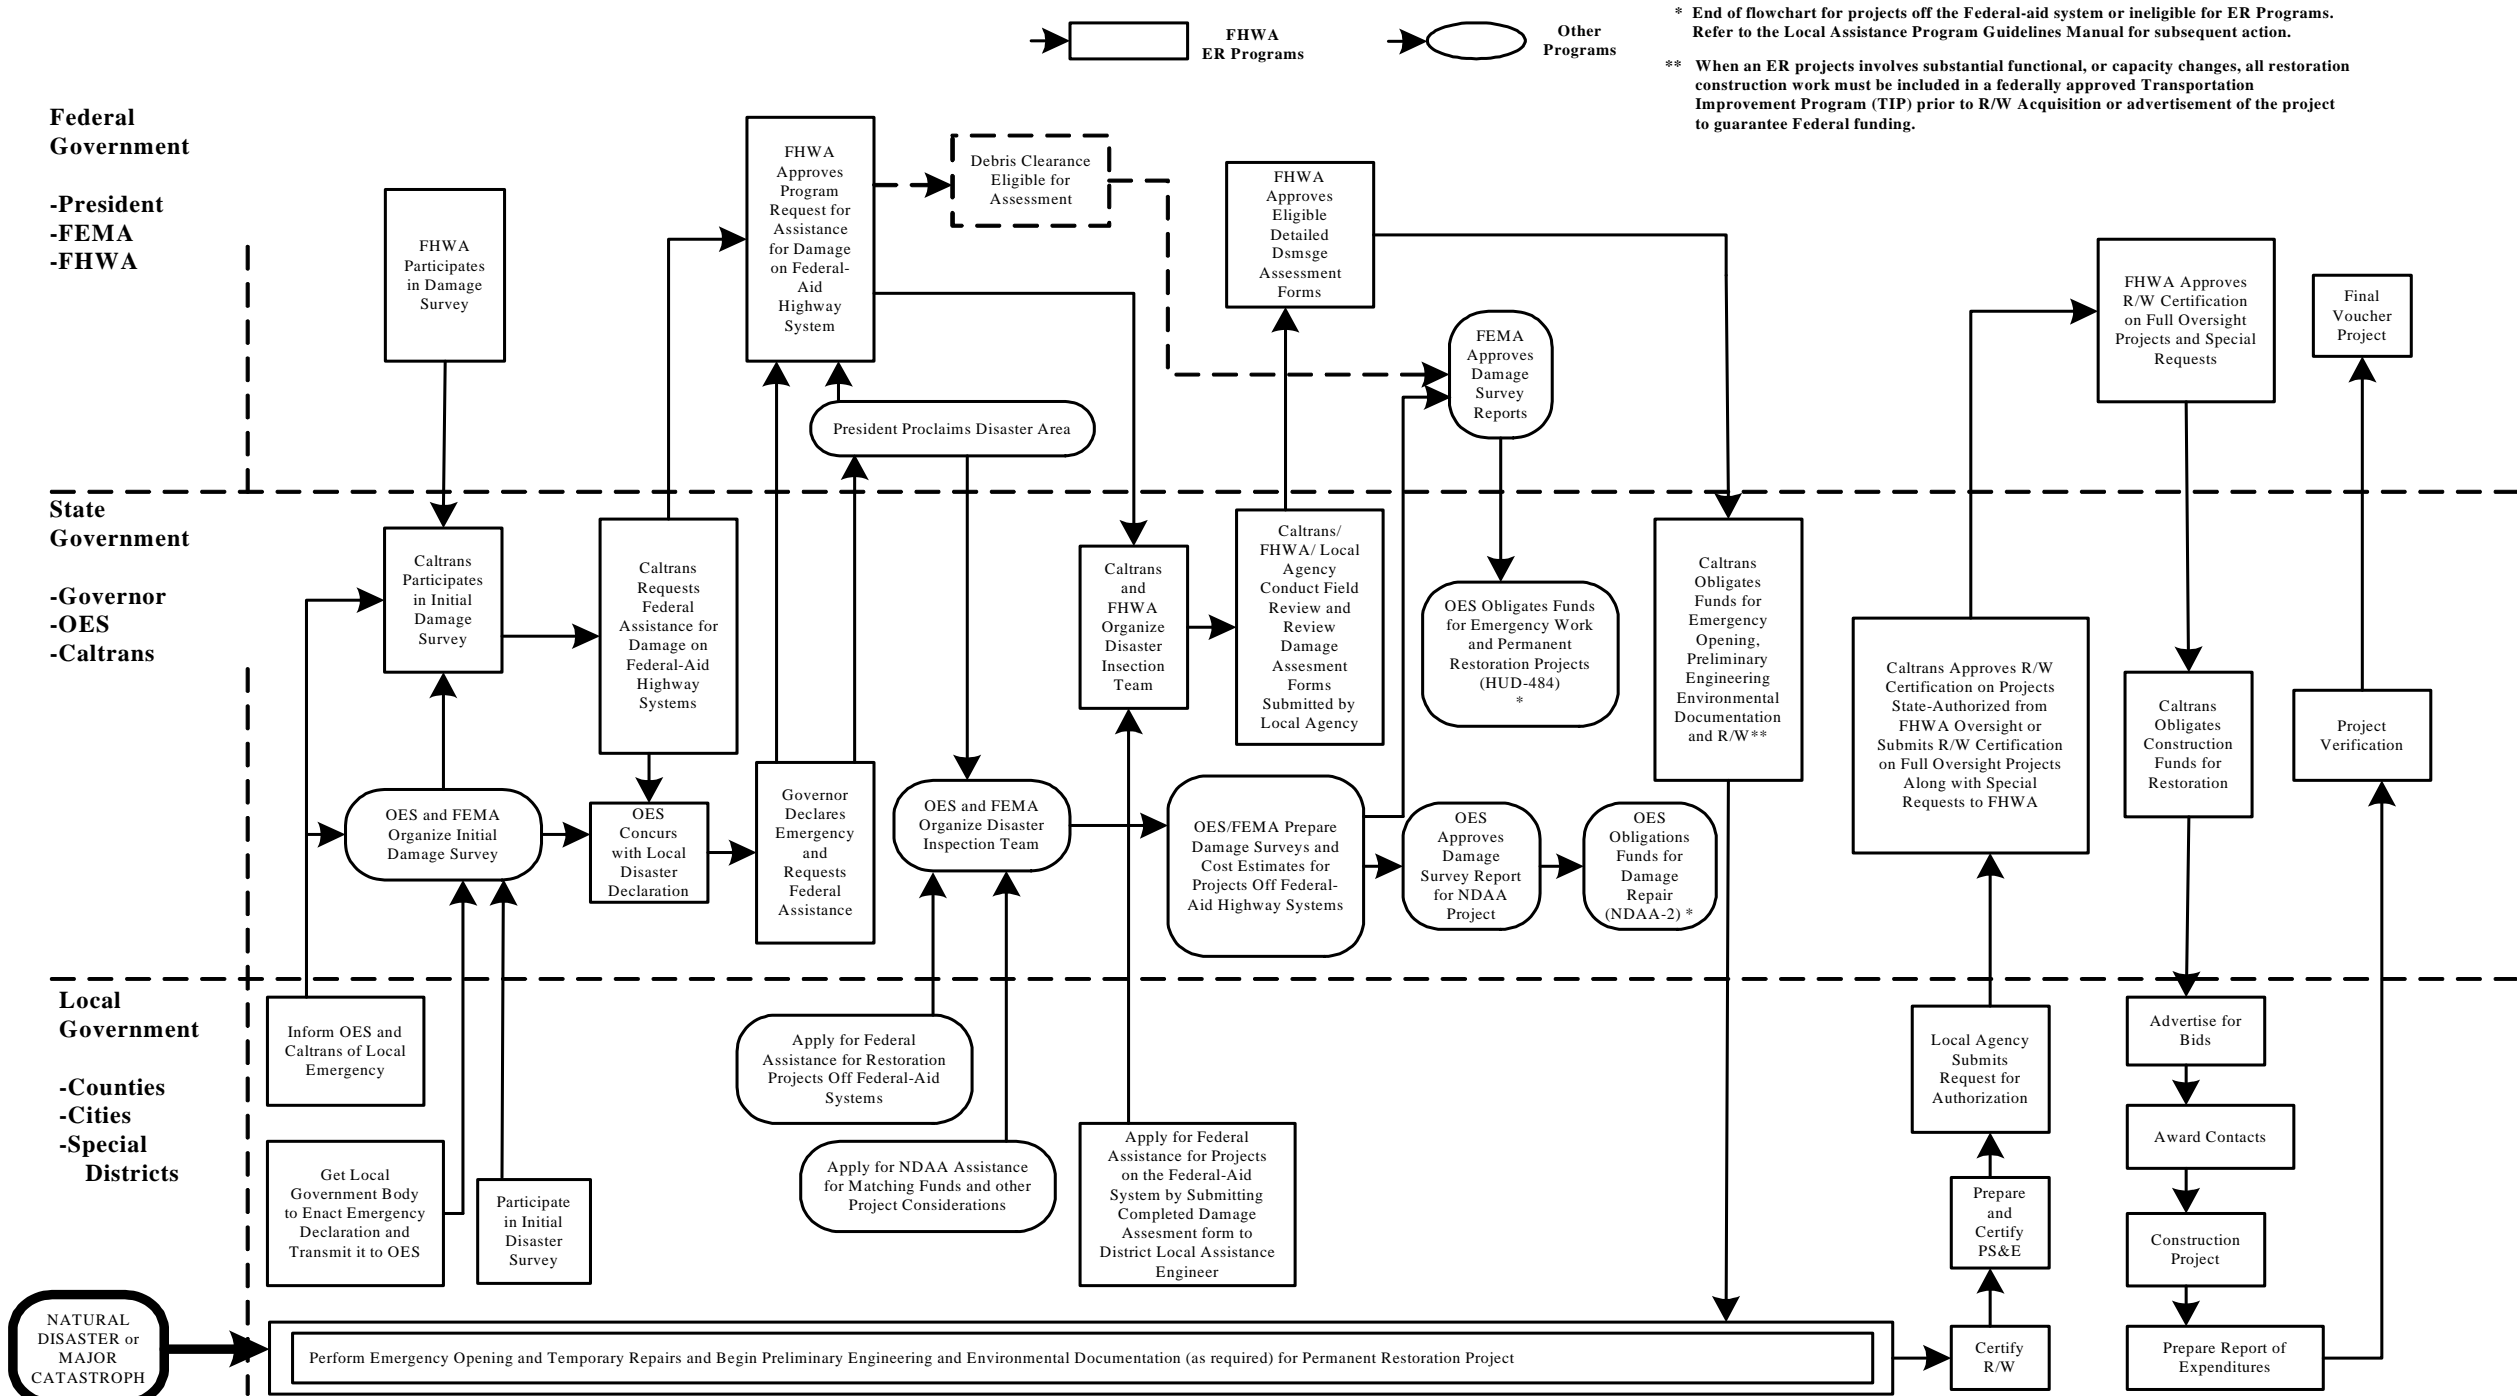 FHWA
ER Programs
Other
Programs
* End of flowchart for projects off the Federal-aid system or ineligible for ER Programs.
Refer to the Local Assistance Program Guidelines Manual for subsequent action.
** When an ER projects involves substantial functional, or capacity changes, all restoration
construction work must be included in a federally approved Transportation
Improvement Program (TIP) prior to R/W Acquisition or advertisement of the project
to guarantee Federal funding.
Federal
Government
-President
-FEMA
-FHWA
FHWA
Participates
in Damage
Survey
FHWA
Approves
Program
Request for
Assistance
for Damage
on Federal-
Aid
Highway
System
Debris Clearance
Eligible for
Assessment
President Proclaims Disaster Area
FHWA
Approves
Eligible
Detailed
Dsmsge
Assessment
Forms
FEMA
Approves
Damage
Survey
Reports
FHWA Approves
R/W Certification
on Full Oversight
Projects and Special
Requests
Final
Voucher
Project
State
Government
-Governor
-OES
-Caltrans
Caltrans
Participates
in Initial
Damage
Survey
OES and FEMA
Organize Initial
Damage Survey
Caltrans
Requests
Federal
Assistance for
Damage on
Federal-Aid
Highway
Systems
OES
Concurs
with Local
Disaster
Declaration
Governor
Declares
Emergency
and
Requests
Federal
Assistance
OES and FEMA
Organize Disaster
Inspection Team
Caltrans
and
FHWA
Organize
Disaster
Insection
Team
Caltrans/
FHWA/ Local
Agency
Conduct Field
Review and
Review
Damage
Assesment
Forms
Submitted by
Local Agency
OES/FEMA Prepare
Damage Surveys and
Cost Estimates for
Projects Off Federal-
Aid Highway Systems
OES Obligates Funds
for Emergency Work
and Permanent
Restoration Projects
(HUD-484)
*
OES
Approves
Damage
Survey Report
for NDAA
Project
OES
Obligations
Funds for
Damage
Repair
(NDAA-2) *
Caltrans
Obligates
Funds for
Emergency
Opening,
Preliminary
Engineering
Environmental
Documentation
and R/W**
Caltrans Approves R/W
Certification on Projects
State-Authorized from
FHWA Oversight or
Submits R/W Certification
on Full Oversight Projects
Along with Special
Requests to FHWA
Caltrans
Obligates
Construction
Funds for
Restoration
Project
Verification
Local
Government
-Counties
-Cities
-Special
Districts
Inform OES and
Caltrans of Local
Emergency
Get Local
Government Body
to Enact Emergency
Declaration and
Transmit it to OES
Participate
in Initial
Disaster
Survey
Apply for Federal
Assistance for Restoration
Projects Off Federal-Aid
Systems
Apply for NDAA Assistance
for Matching Funds and other
Project Considerations
Apply for Federal
Assistance for Projects
on the Federal-Aid
System by Submitting
Completed Damage
Assesment form to
District Local Assistance
Engineer
Local Agency
Submits
Request for
Authorization
Prepare
and
Certify
PS&E
Certify
R/W
Advertise for
Bids
Award Contacts
Construction
Project
Prepare Report of
Expenditures
NATURAL
DISASTER or
MAJOR
CATASTROPH
Perform Emergency Opening and Temporary Repairs and Begin Preliminary Engineering and Environmental Documentation (as required) for Permanent Restoration Project